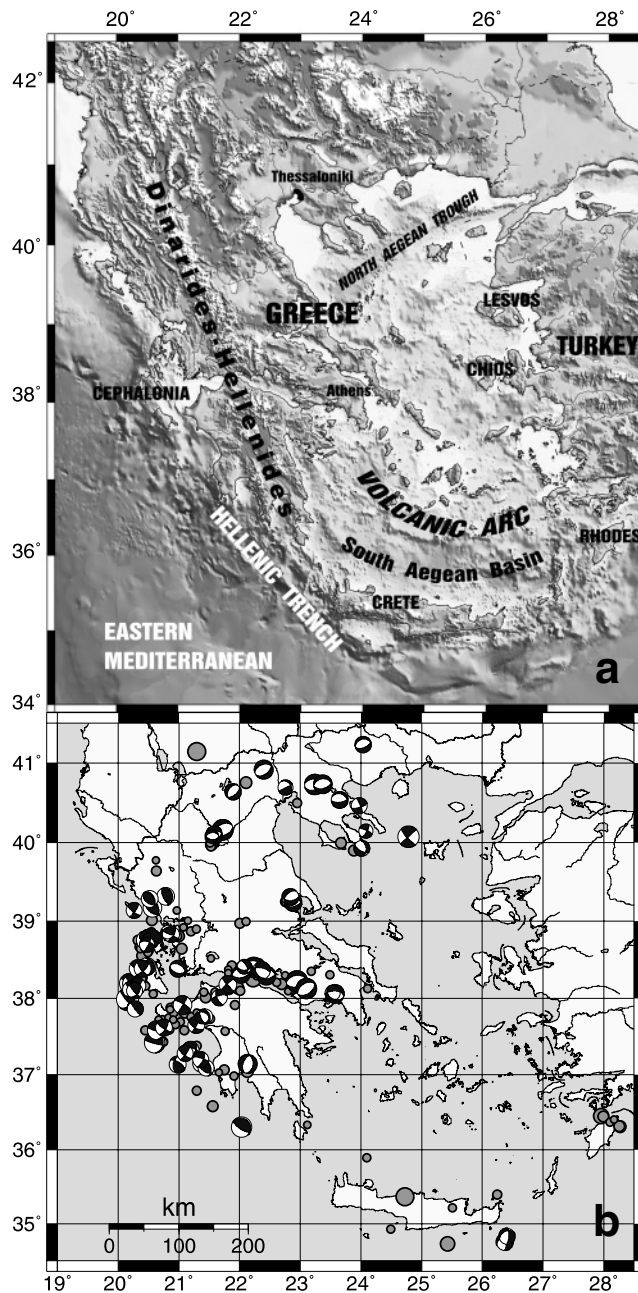 20° 22° 24° 26° 28°
42°
Thessaloniki
40°
NORTH AEGEAN TROUGH
Dinarides-Hellenides
GREECE
LESVOS
TURKEY
CHIOS
38°
CEPHALONIA
Athens
VOLCANIC ARC
HELLENIC TRENCH
36°
South Aegean Basin
RHODES
CRETE
EASTERN
MEDITERRANEAN
a
34°
41°
40°
39°
38°
37°
36°
35°
km
0 100 200
b
19° 20° 21° 22° 23° 24° 25° 26° 27° 28°